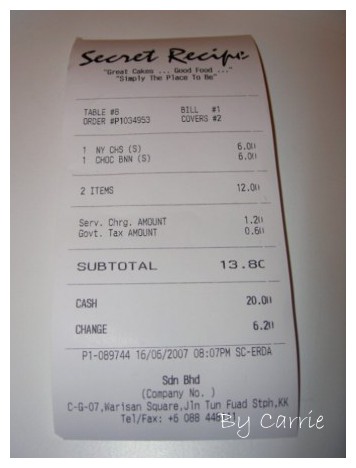 Secret Recipe
"Great Cakes ... Good Food ..."
"Simply The Place To Be"
TABLE #8 BILL #1
ORDER #P1034953 COVERS #2
1 NY CHS (S) 6.00
1 CHOC BNN (S) 6.00
2 ITEMS 12.00
Serv. Chrg. AMOUNT 1.20
Govt. Tax AMOUNT 0.60
SUBTOTAL 13.80
CASH 20.00
CHANGE 6.20
P1-089744 16/06/2007 08:07PM SC-ERDA
Sdn Bhd
(Company No. )
C-G-07,Warisan Square,Jln Tun Fuad Stph,KK
Tel/Fax: +6 088
By Carrie